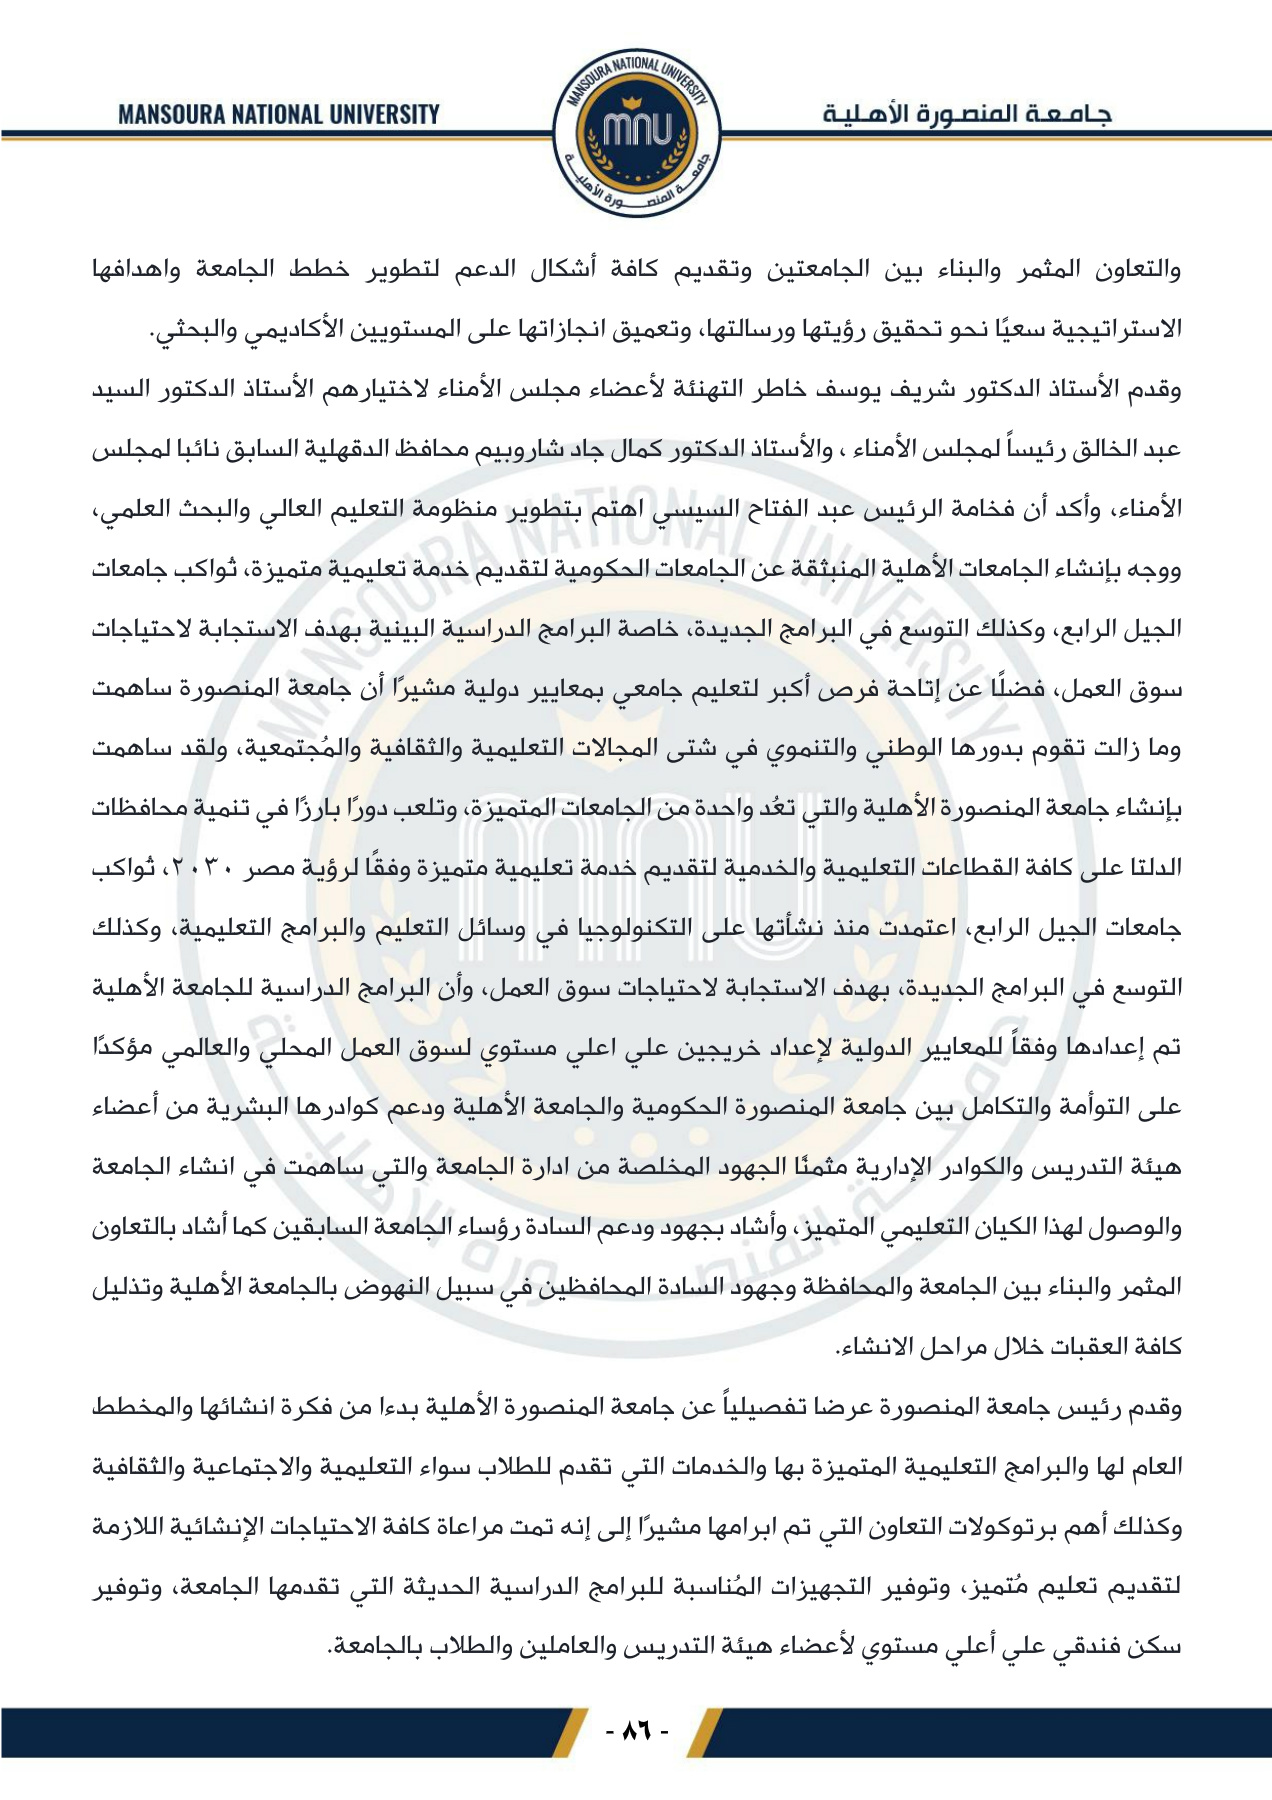 MANSOURA NATIONAL UNIVERSITY
جامعة المنصورة الأهلية
MANSOURA NATIONAL UNIVERSITY
mnu
جامعة المنصورة الأهلية
والتعاون المثمر والبناء بين الجامعتين وتقديم كافة أشكال الدعم لتطوير خطط الجامعة واهدافها
الاستراتيجية سعيًا نحو تحقيق رؤيتها ورسالتها، وتعميق انجازاتها على المستويين الأكاديمي والبحثي.
وقدم الأستاذ الدكتور شريف يوسف خاطر التهنئة لأعضاء مجلس الأمناء لاختيارهم الأستاذ الدكتور السيد
عبد الخالق رئيساً لمجلس الأمناء ، والأستاذ الدكتور كمال جاد شاروبيم محافظ الدقهلية السابق نائبا لمجلس
الأمناء، وأكد أن فخامة الرئيس عبد الفتاح السيسي اهتم بتطوير منظومة التعليم العالي والبحث العلمي،
ووجه بإنشاء الجامعات الأهلية المنبثقة عن الجامعات الحكومية لتقديم خدمة تعليمية متميزة، تُواكب جامعات
الجيل الرابع، وكذلك التوسع في البرامج الجديدة، خاصة البرامج الدراسية البينية بهدف الاستجابة لاحتياجات
سوق العمل، فضلًا عن إتاحة فرص أكبر لتعليم جامعي بمعايير دولية مشيرًا أن جامعة المنصورة ساهمت
وما زالت تقوم بدورها الوطني والتنموي في شتى المجالات التعليمية والثقافية والمُجتمعية، ولقد ساهمت
بإنشاء جامعة المنصورة الأهلية والتي تعُد واحدة من الجامعات المتميزة، وتلعب دورًا بارزًا في تنمية محافظات
الدلتا على كافة القطاعات التعليمية والخدمية لتقديم خدمة تعليمية متميزة وفقًا لرؤية مصر ٢٠٣٠، تُواكب
جامعات الجيل الرابع، اعتمدت منذ نشأتها على التكنولوجيا في وسائل التعليم والبرامج التعليمية، وكذلك
التوسع في البرامج الجديدة، بهدف الاستجابة لاحتياجات سوق العمل، وأن البرامج الدراسية للجامعة الأهلية
تم إعدادها وفقاً للمعايير الدولية لإعداد خريجين علي اعلي مستوي لسوق العمل المحلي والعالمي مؤكدًا
على التوأمة والتكامل بين جامعة المنصورة الحكومية والجامعة الأهلية ودعم كوادرها البشرية من أعضاء
هيئة التدريس والكوادر الإدارية مثمنًا الجهود المخلصة من ادارة الجامعة والتي ساهمت في انشاء الجامعة
والوصول لهذا الكيان التعليمي المتميز، وأشاد بجهود ودعم السادة رؤساء الجامعة السابقين كما أشاد بالتعاون
المثمر والبناء بين الجامعة والمحافظة وجهود السادة المحافظين في سبيل النهوض بالجامعة الأهلية وتذليل
كافة العقبات خلال مراحل الانشاء.
وقدم رئيس جامعة المنصورة عرضا تفصيلياً عن جامعة المنصورة الأهلية بدءا من فكرة انشائها والمخطط
العام لها والبرامج التعليمية المتميزة بها والخدمات التي تقدم للطلاب سواء التعليمية والاجتماعية والثقافية
وكذلك أهم برتوكولات التعاون التي تم ابرامها مشيرًا إلى إنه تمت مراعاة كافة الاحتياجات الإنشائية اللازمة
لتقديم تعليم مُتميز، وتوفير التجهيزات المُناسبة للبرامج الدراسية الحديثة التي تقدمها الجامعة، وتوفير
سكن فندقي علي أعلي مستوي لأعضاء هيئة التدريس والعاملين والطلاب بالجامعة.
- ٨٦ -